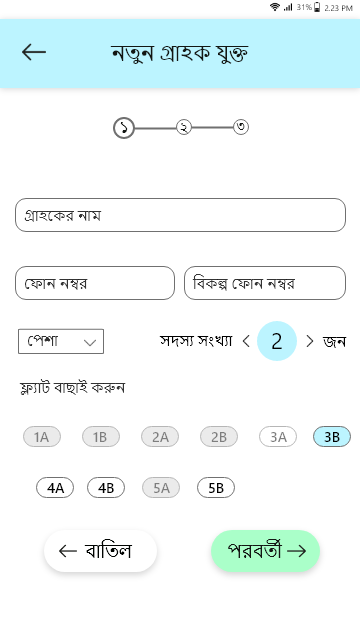 31% 2.23 PM
নতুন গ্রাহক যুক্ত
১ ২ ৩
গ্রাহকের নাম
ফোন নম্বর বিকল্প ফোন নম্বর
পেশা সদস্য সংখ্যা 2 জন
ফ্ল্যাট বাছাই করুন
1A 1B 2A 2B 3A 3B
4A 4B 5A 5B
বাতিল পরবর্তী